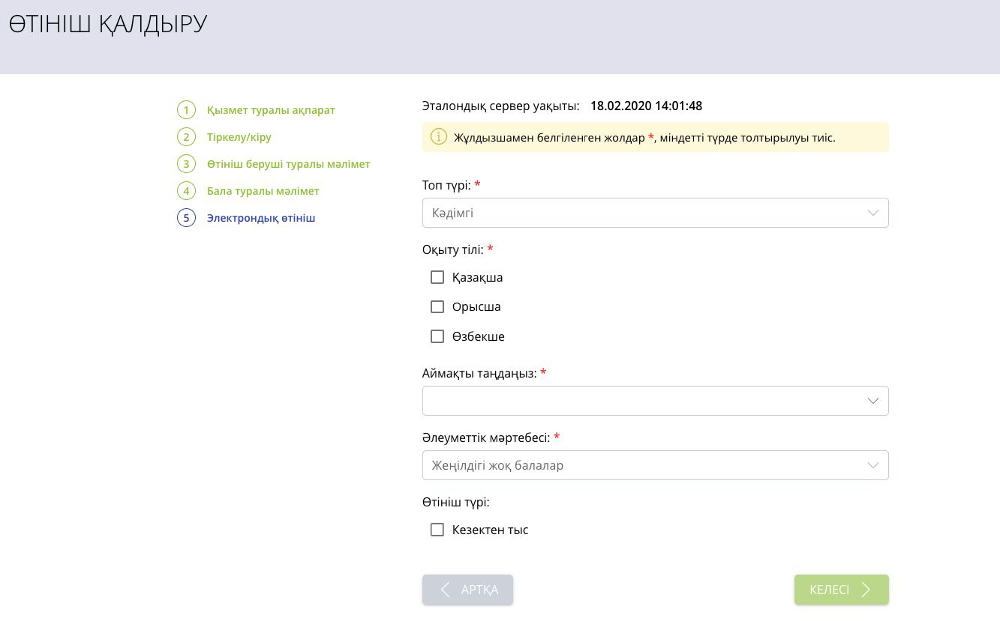 ӨТІНІШ ҚАЛДЫРУ
1 Қызмет туралы ақпарат
2 Тіркелу/кіру
3 Өтініш беруші туралы мәлімет
4 Бала туралы мәлімет
5 Электрондық өтініш
Эталондық сервер уақыты: 18.02.2020 14:01:48
Жұлдызшамен белгіленген жолдар *, міндетті түрде толтырылуы тиіс.
Топ түрі: *
Кәдімгі
Оқыту тілі: *
Қазақша
Орысша
Өзбекше
Аймақты таңдаңыз: *
Әлеуметтік мәртебесі: *
Жеңілдігі жоқ балалар
Өтініш түрі:
Кезектен тыс
АРТҚА
КЕЛЕСІ